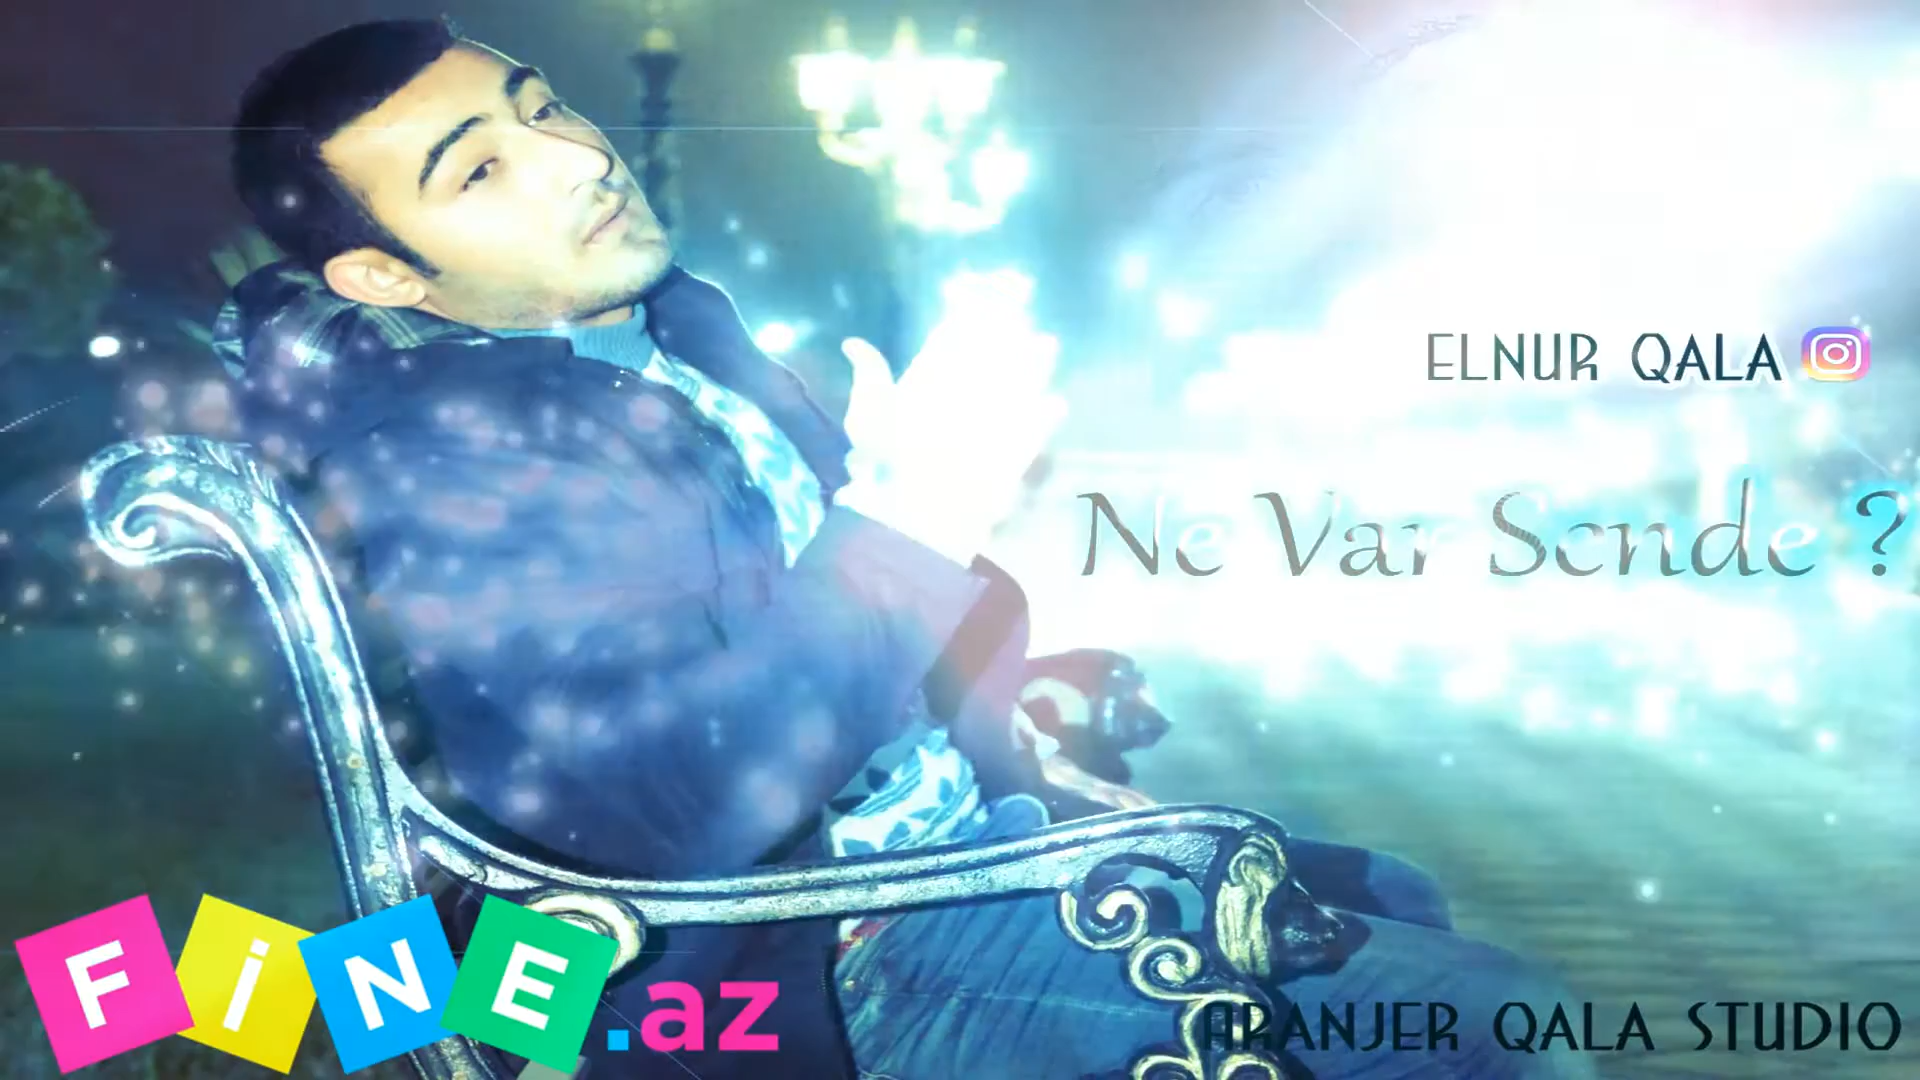 ELNUR QALA
Ne Var Sende ?
FiNE.az
ARANJER QALA STUDIO